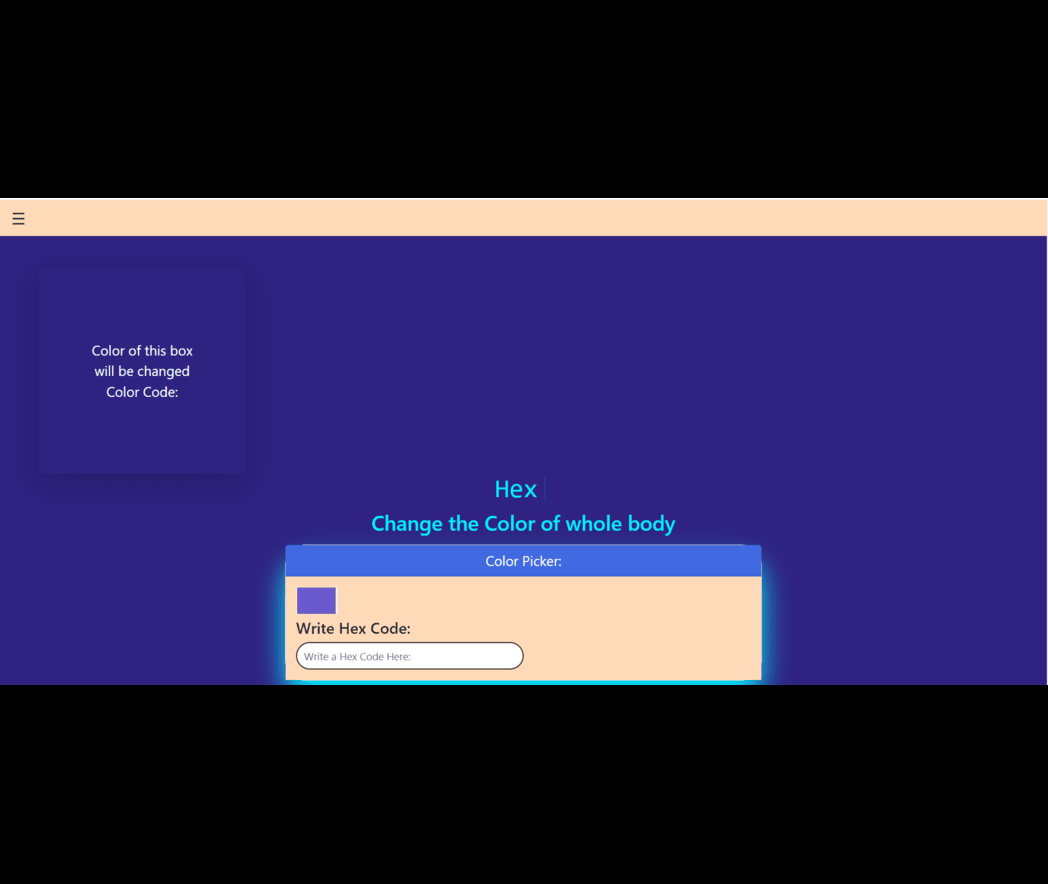 ☰
Color of this box
will be changed
Color Code:
Hex
Change the Color of whole body
Color Picker:
Write Hex Code:
Write a Hex Code Here: